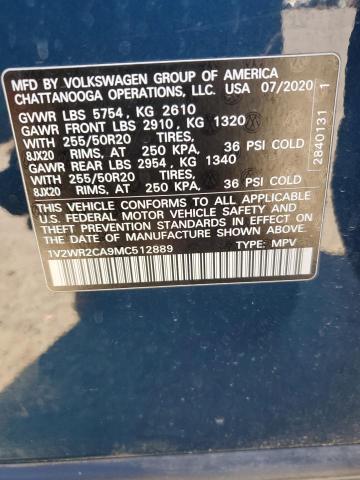 MFD BY VOLKSWAGEN GROUP OF AMERICA
CHATTANOOGA OPERATIONS, LLC. USA 07/2020
GVWR LBS 5754, KG 2610
GAWR FRONT LBS 2910, KG 1320
WITH 255/50R20 TIRES,
8JX20 RIMS, AT 250 KPA, 36 PSI COLD
GAWR REAR LBS 2954, KG 1340
WITH 255/50R20 TIRES,
8JX20 RIMS, AT 250 KPA, 36 PSI COLD
THIS VEHICLE CONFORMS TO ALL APPLICABLE
U.S. FEDERAL MOTOR VEHICLE SAFETY AND
THEFT PREVENTION STANDARDS IN EFFECT ON
THE DATE OF MANUFACTURE SHOWN ABOVE.
1V2WR2CA9MC512889
TYPE: MPV
2840131 1